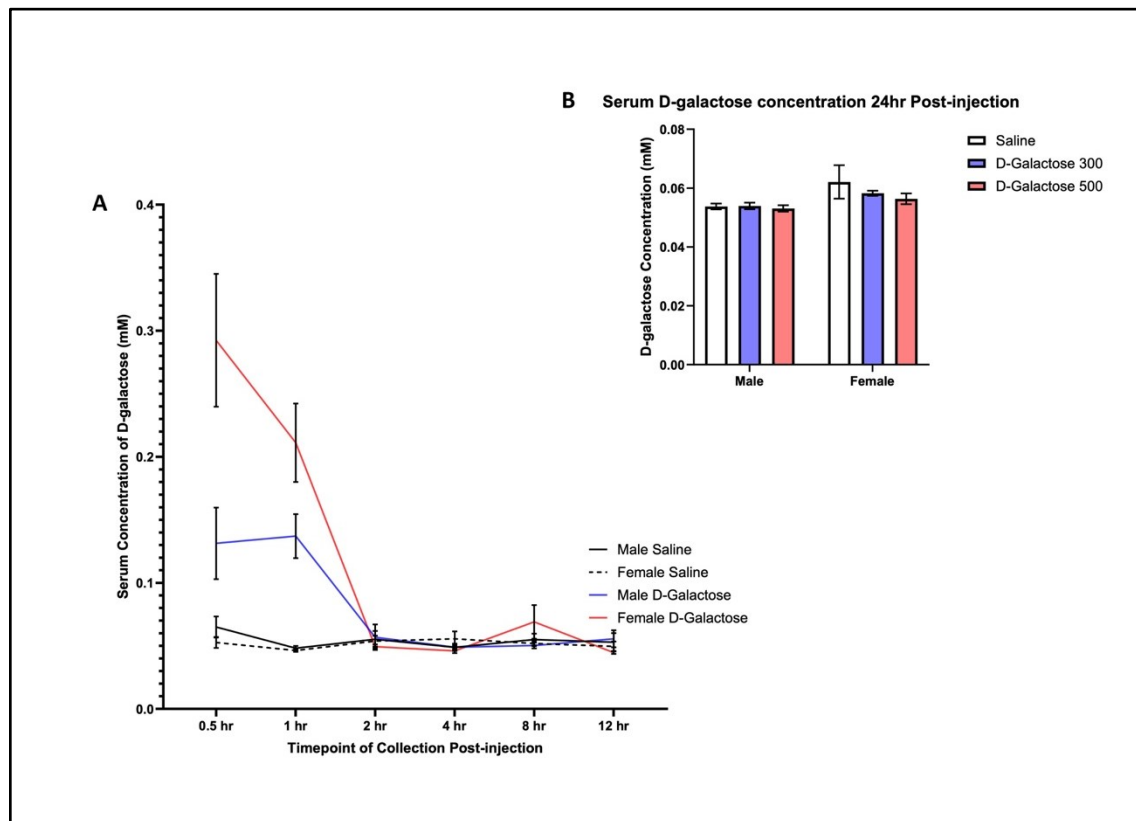 B Serum D-galactose concentration 24hr Post-injection
D-galactose Concentration (mM)
0.08
0.06
0.04
0.02
0.00
Male Female
Saline
D-Galactose 300
D-Galactose 500
A
Serum Concentration of D-galactose (mM)
0.4
0.3
0.2
0.1
0.0
0.5 hr 1 hr 2 hr 4 hr 8 hr 12 hr
Timepoint of Collection Post-injection
Male Saline
Female Saline
Male D-Galactose
Female D-Galactose